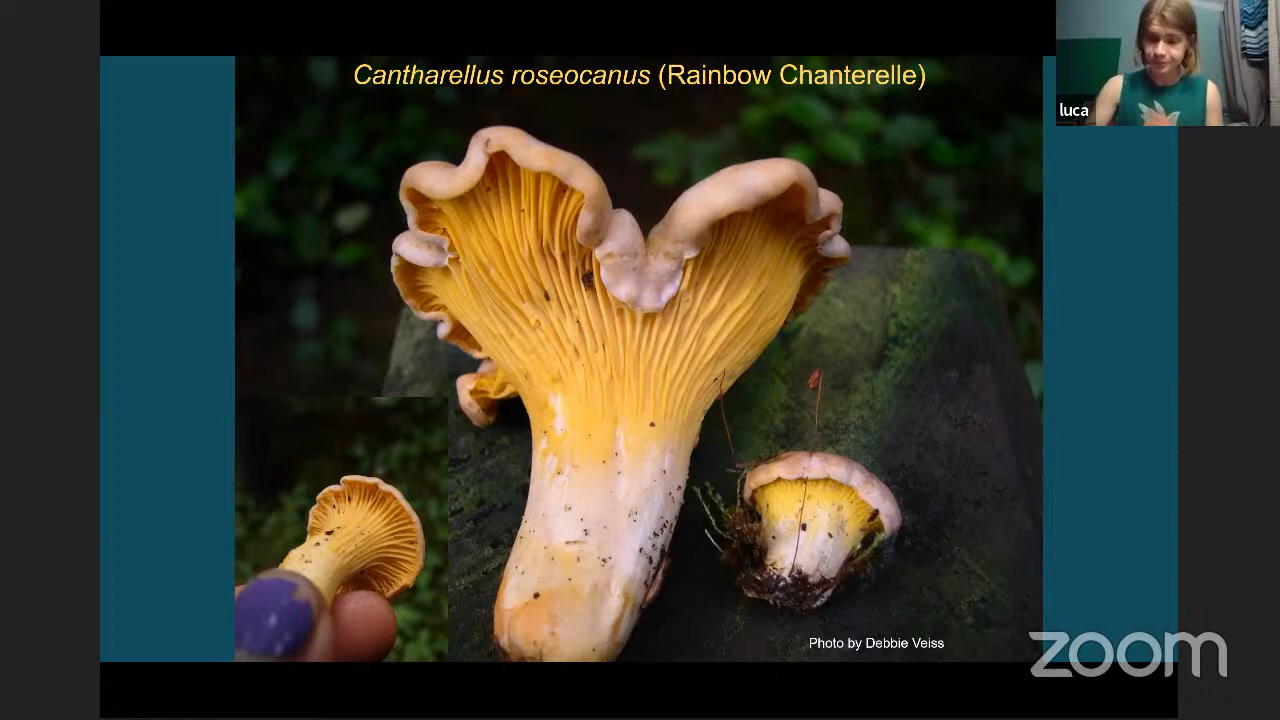 Cantharellus roseocanus (Rainbow Chanterelle)
luca
Photo by Debbie Veiss
zoom